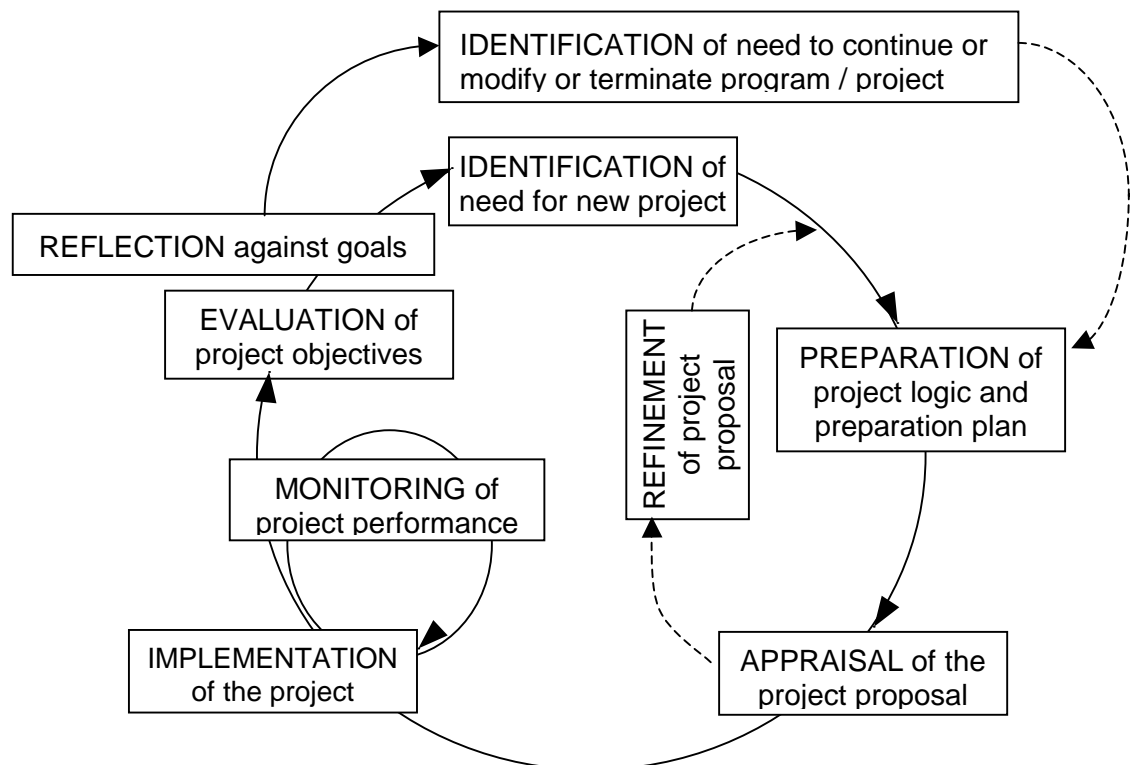 IDENTIFICATION of need to continue or
modify or terminate program / project
IDENTIFICATION of
need for new project
REFLECTION against goals
EVALUATION of
project objectives
REFINEMENT
of project
proposal
PREPARATION of
project logic and
preparation plan
MONITORING of
project performance
IMPLEMENTATION
of the project
APPRAISAL of the
project proposal